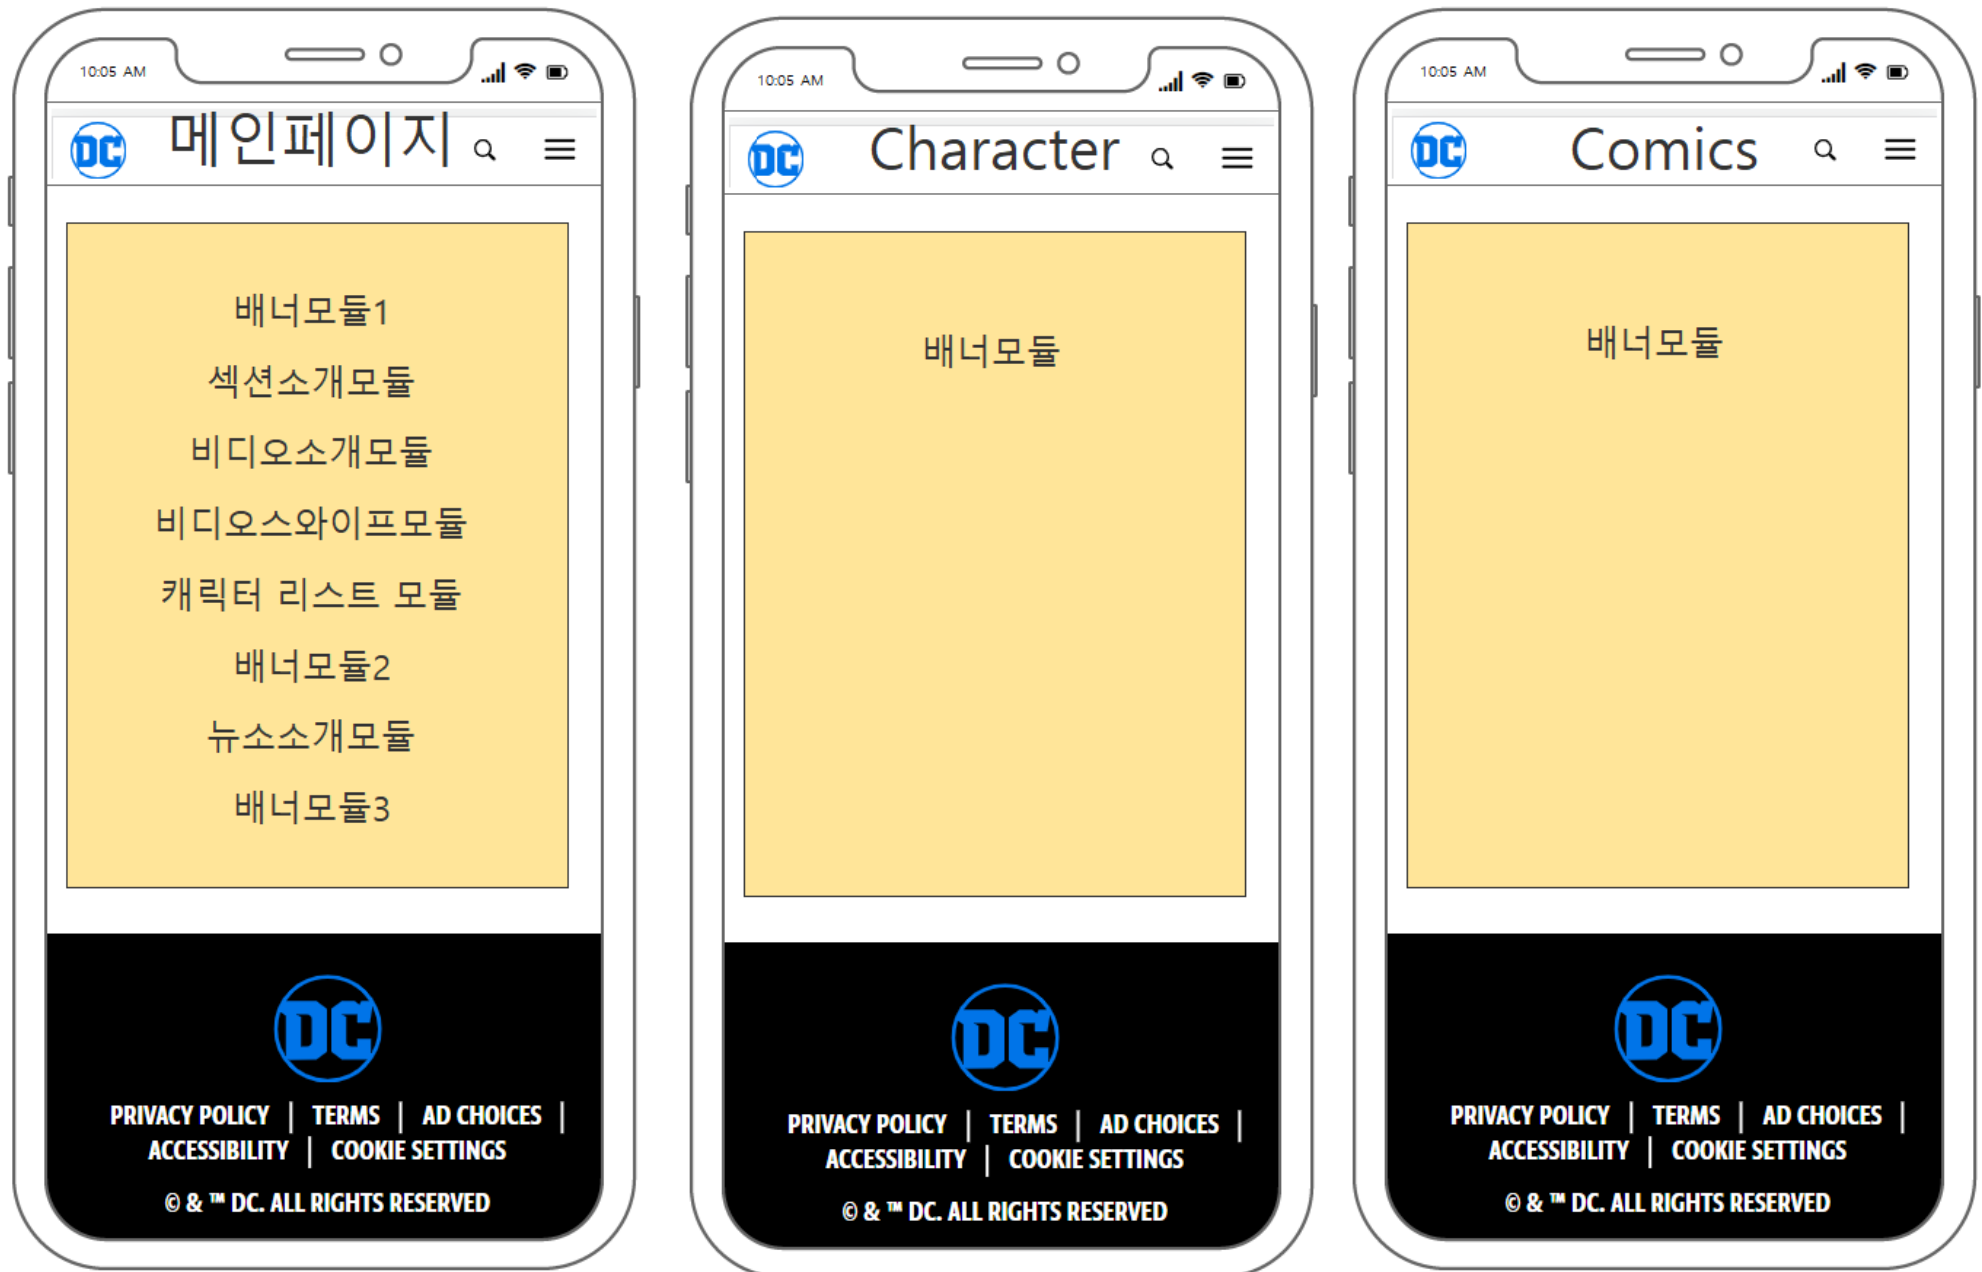 10:05 AM
DC
메인페이지
배너모듈1
섹션소개모듈
비디오소개모듈
비디오스와이프모듈
캐릭터 리스트 모듈
배너모듈2
뉴소소개모듈
배너모듈3
DC
PRIVACY POLICY | TERMS | AD CHOICES |
ACCESSIBILITY | COOKIE SETTINGS
© & ™ DC. ALL RIGHTS RESERVED
10:05 AM
DC
Character
배너모듈
DC
PRIVACY POLICY | TERMS | AD CHOICES |
ACCESSIBILITY | COOKIE SETTINGS
© & ™ DC. ALL RIGHTS RESERVED
10:05 AM
DC
Comics
배너모듈
DC
PRIVACY POLICY | TERMS | AD CHOICES |
ACCESSIBILITY | COOKIE SETTINGS
© & ™ DC. ALL RIGHTS RESERVED